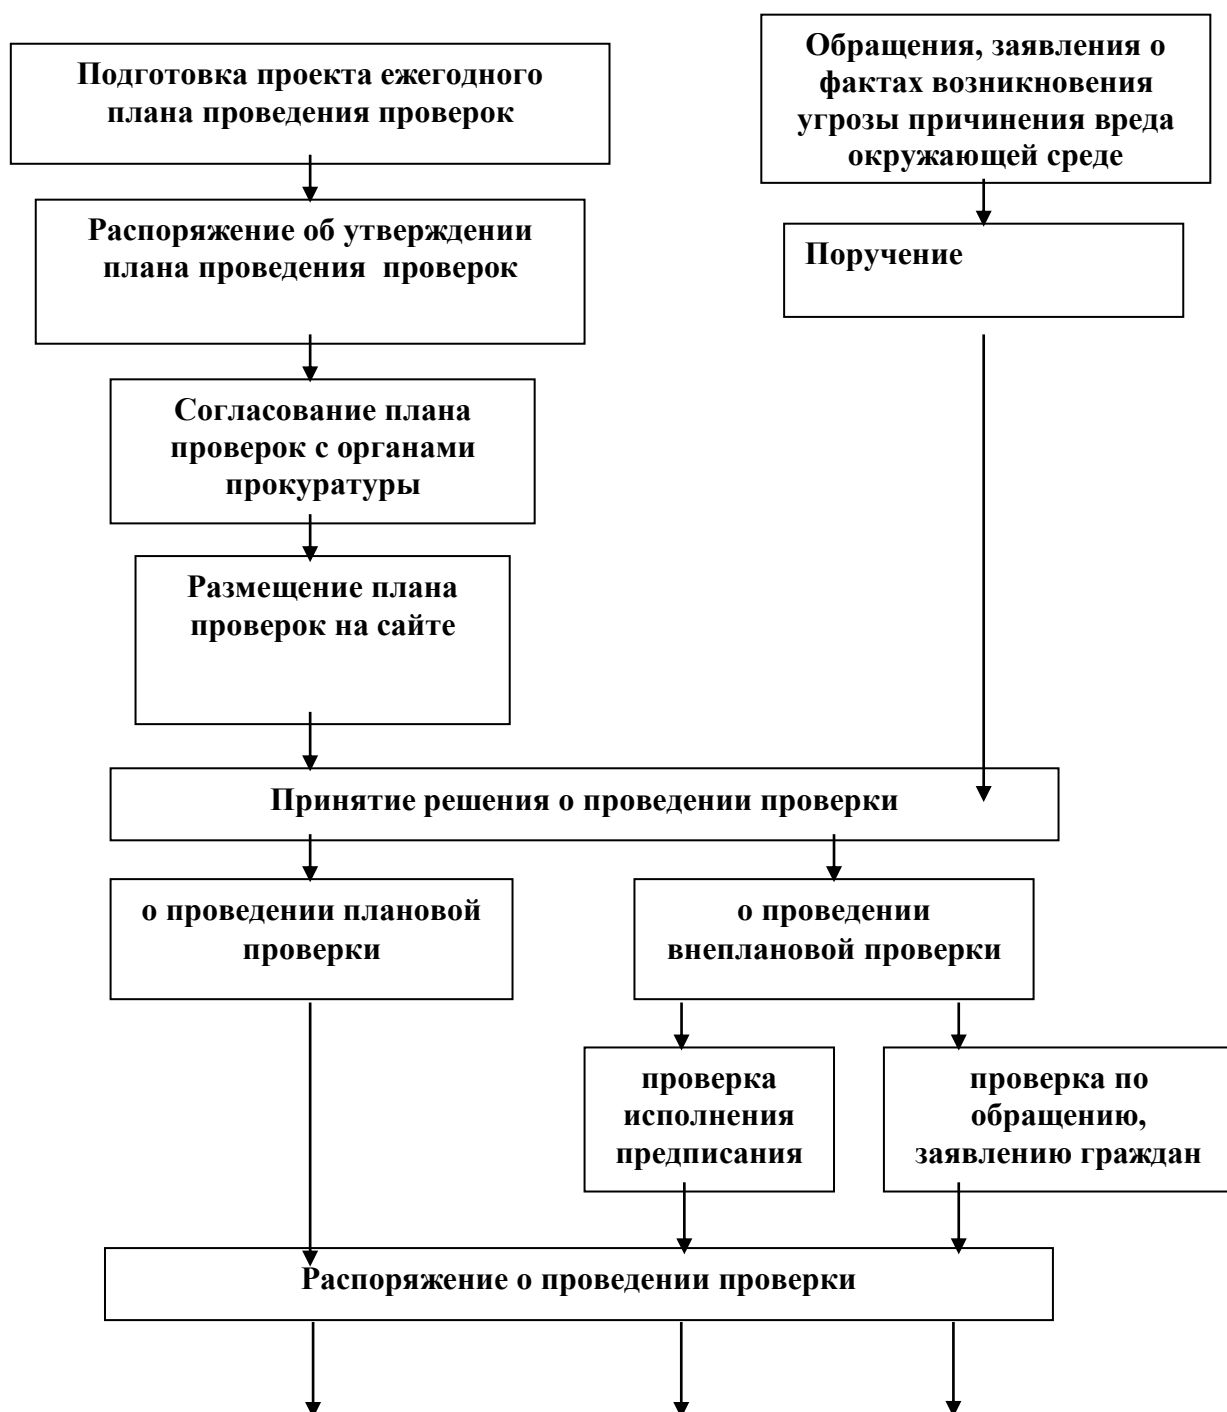 Подготовка проекта ежегодного
плана проведения проверок
Обращения, заявления о
фактах возникновения
угрозы причинения вреда
окружающей среде
Распоряжение об утверждении
плана проведения проверок
Поручение
Согласование плана
проверок с органами
прокуратуры
Размещение плана
проверок на сайте
Принятие решения о проведении проверки
о проведении плановой
проверки
о проведении
внеплановой проверки
проверка
исполнения
предписания
проверка по
обращению,
заявлению граждан
Распоряжение о проведении проверки